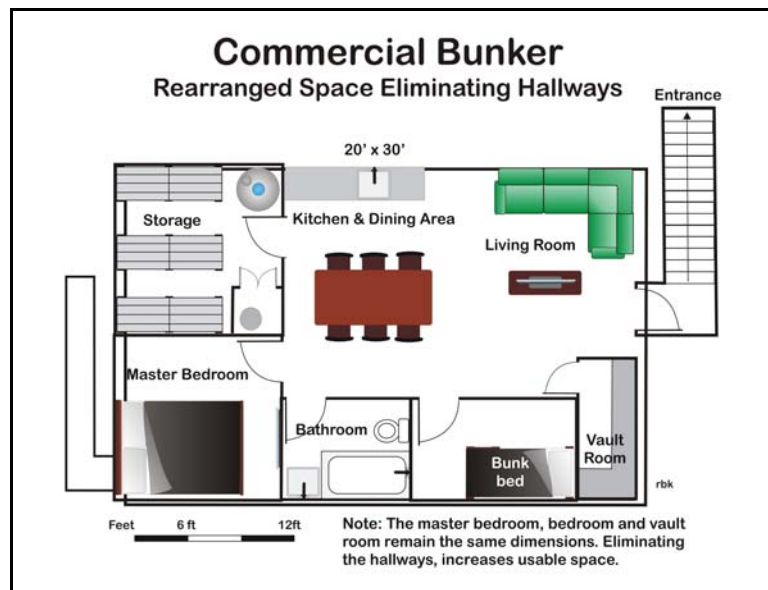 Commercial Bunker
Rearranged Space Eliminating Hallways
Entrance
20' x 30'
Storage
Kitchen & Dining Area
Living Room
Master Bedroom
Bathroom
Bunk
bed
Vault
Room
rbk
Feet 6 ft 12ft
Note: The master bedroom, bedroom and vault
room remain the same dimensions. Eliminating
the hallways, increases usable space.